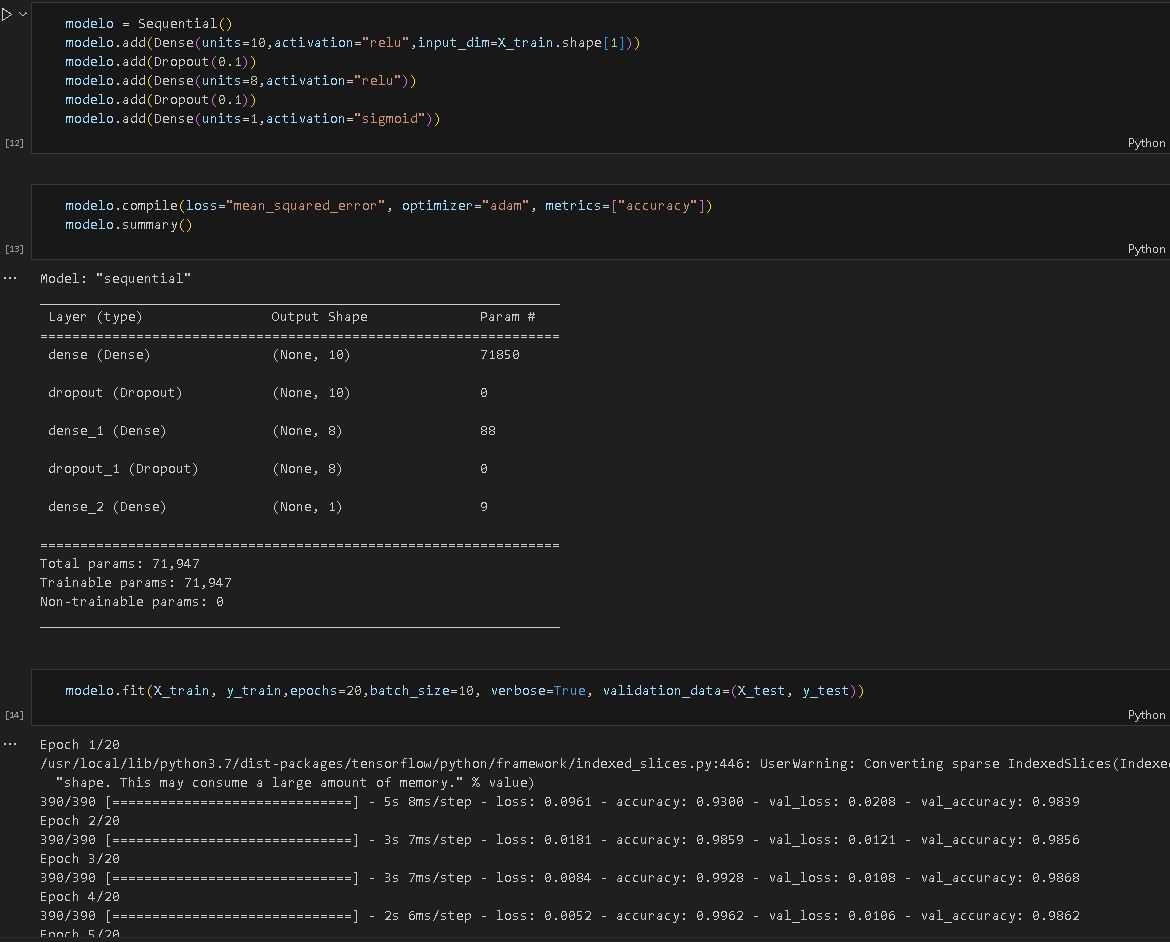 modelo = Sequential()
modelo.add(Dense(units=10,activation="relu",input_dim=X_train.shape[1]))
modelo.add(Dropout(0.1))
modelo.add(Dense(units=8,activation="relu"))
modelo.add(Dropout(0.1))
modelo.add(Dense(units=1,activation="sigmoid"))
[12]
Python
modelo.compile(loss="mean_squared_error", optimizer="adam", metrics=["accuracy"])
modelo.summary()
[13]
Python
... Model: "sequential"
Layer (type) Output Shape Param #
=================================================================
dense (Dense) (None, 10) 71850
dropout (Dropout) (None, 10) 0
dense_1 (Dense) (None, 8) 88
dropout_1 (Dropout) (None, 8) 0
dense_2 (Dense) (None, 1) 9
=================================================================
Total params: 71,947
Trainable params: 71,947
Non-trainable params: 0
modelo.fit(X_train, y_train,epochs=20,batch_size=10, verbose=True, validation_data=(X_test, y_test))
[14]
Python
... Epoch 1/20
/usr/local/lib/python3.7/dist-packages/tensorflow/python/framework/indexed_slices.py:446: UserWarning: Converting sparse IndexedSlices(Indexe
"shape. This may consume a large amount of memory." % value)
390/390 [==============================] - 5s 8ms/step - loss: 0.0961 - accuracy: 0.9300 - val_loss: 0.0208 - val_accuracy: 0.9839
Epoch 2/20
390/390 [==============================] - 3s 7ms/step - loss: 0.0181 - accuracy: 0.9859 - val_loss: 0.0121 - val_accuracy: 0.9856
Epoch 3/20
390/390 [==============================] - 3s 7ms/step - loss: 0.0084 - accuracy: 0.9928 - val_loss: 0.0108 - val_accuracy: 0.9868
Epoch 4/20
390/390 [==============================] - 2s 6ms/step - loss: 0.0052 - accuracy: 0.9962 - val_loss: 0.0106 - val_accuracy: 0.9862
Epoch 5/20